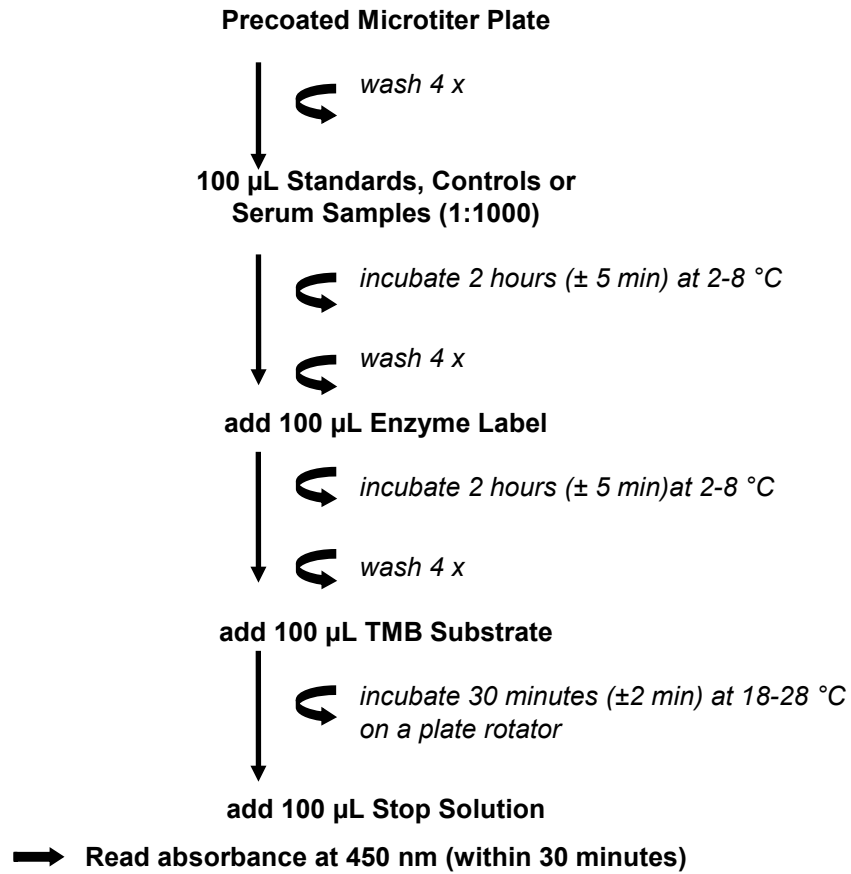 Precoated Microtiter Plate
wash 4 x
100 µL Standards, Controls or
Serum Samples (1:1000)
incubate 2 hours (± 5 min) at 2-8 °C
wash 4 x
add 100 µL Enzyme Label
incubate 2 hours (± 5 min)at 2-8 °C
wash 4 x
add 100 µL TMB Substrate
incubate 30 minutes (±2 min) at 18-28 °C
on a plate rotator
add 100 µL Stop Solution
Read absorbance at 450 nm (within 30 minutes)